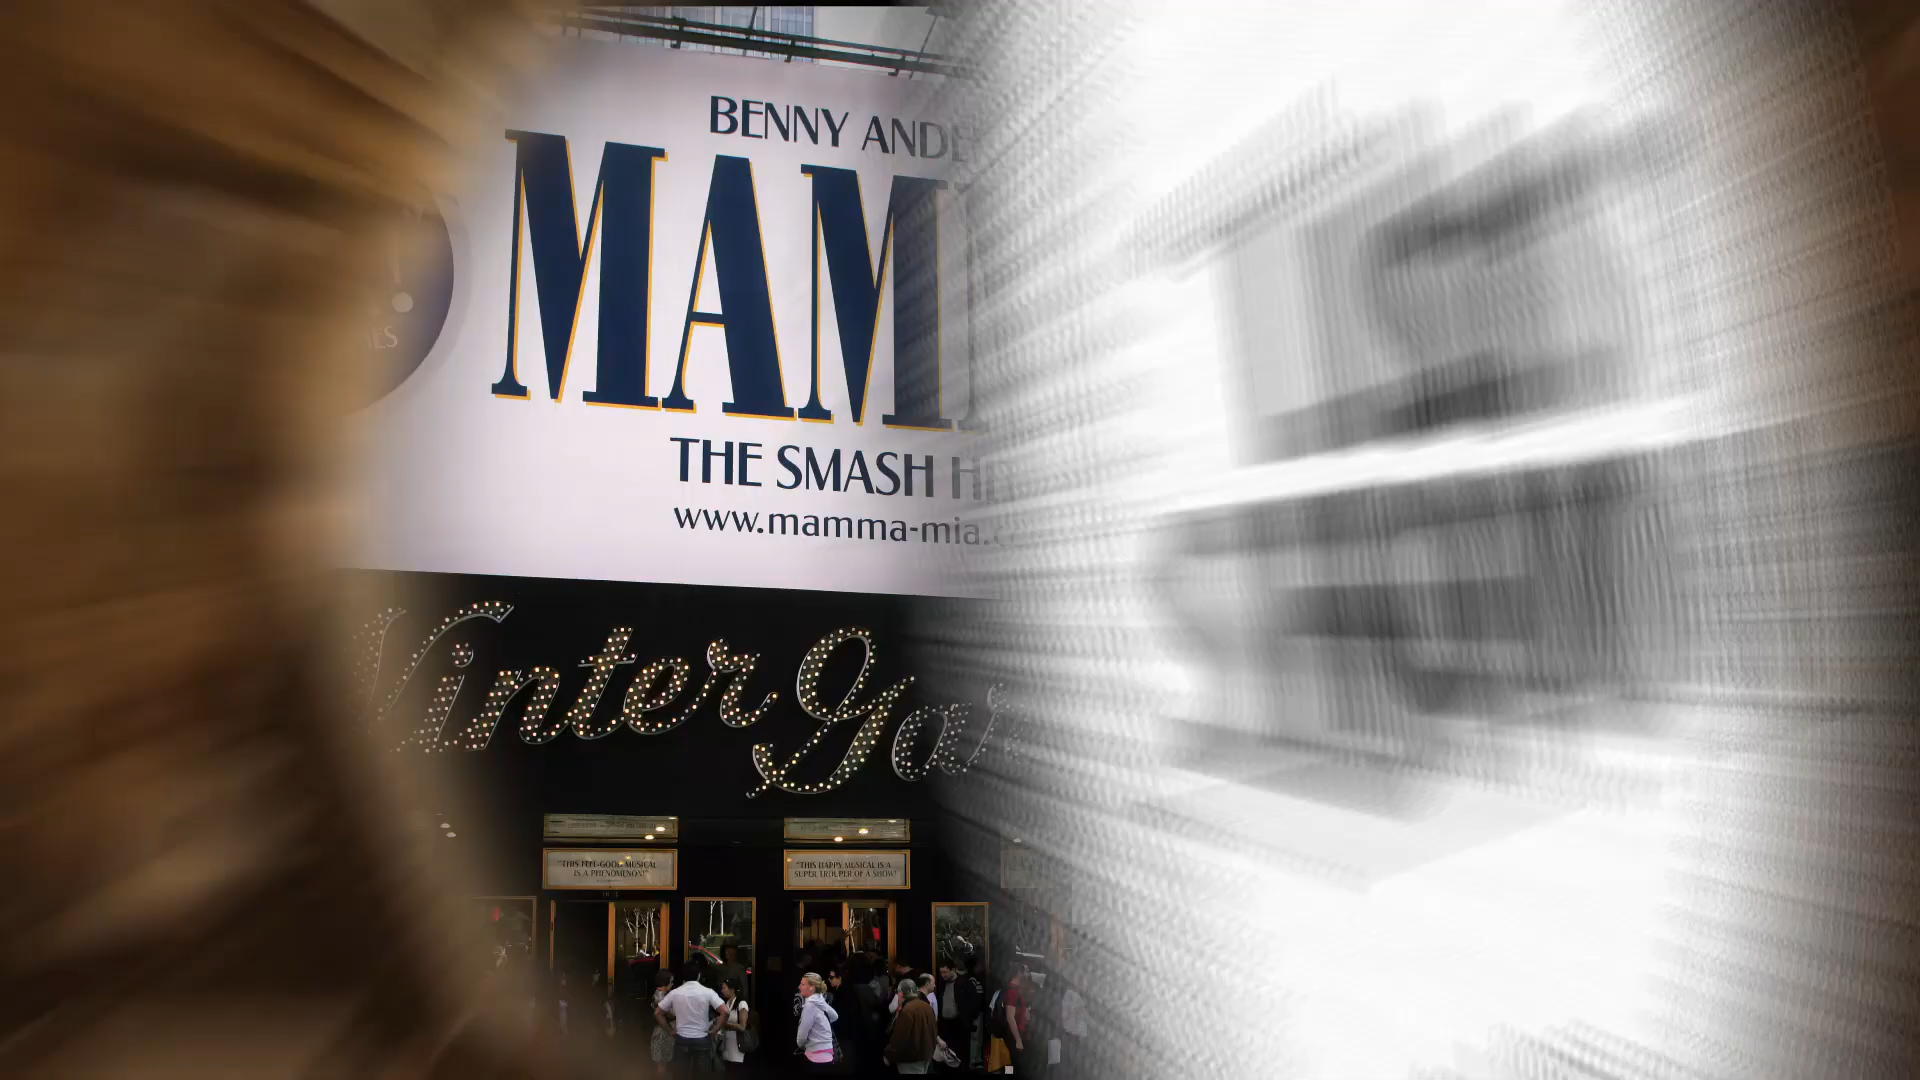 BENNY ANDE
MAM
THE SMASH H
www.mamma-mia.
Winter Ga
"THIS FEEL-GOOD MUSICAL
IS A PHENOMENON!"
"THIS HAPPY MUSICAL IS A
SUPER TROUPER OF A SHOW!"